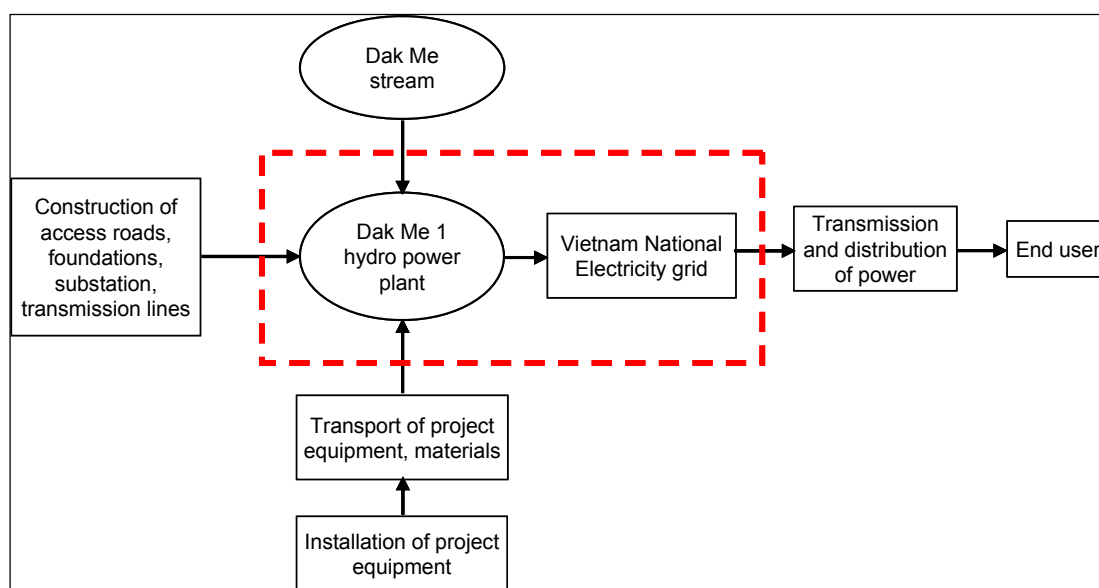 Dak Me
stream
Construction of
access roads,
foundations,
substation,
transmission lines
Dak Me 1
hydro power
plant
Vietnam National
Electricity grid
Transmission
and distribution
of power
End user
Transport of project
equipment, materials
Installation of project
equipment